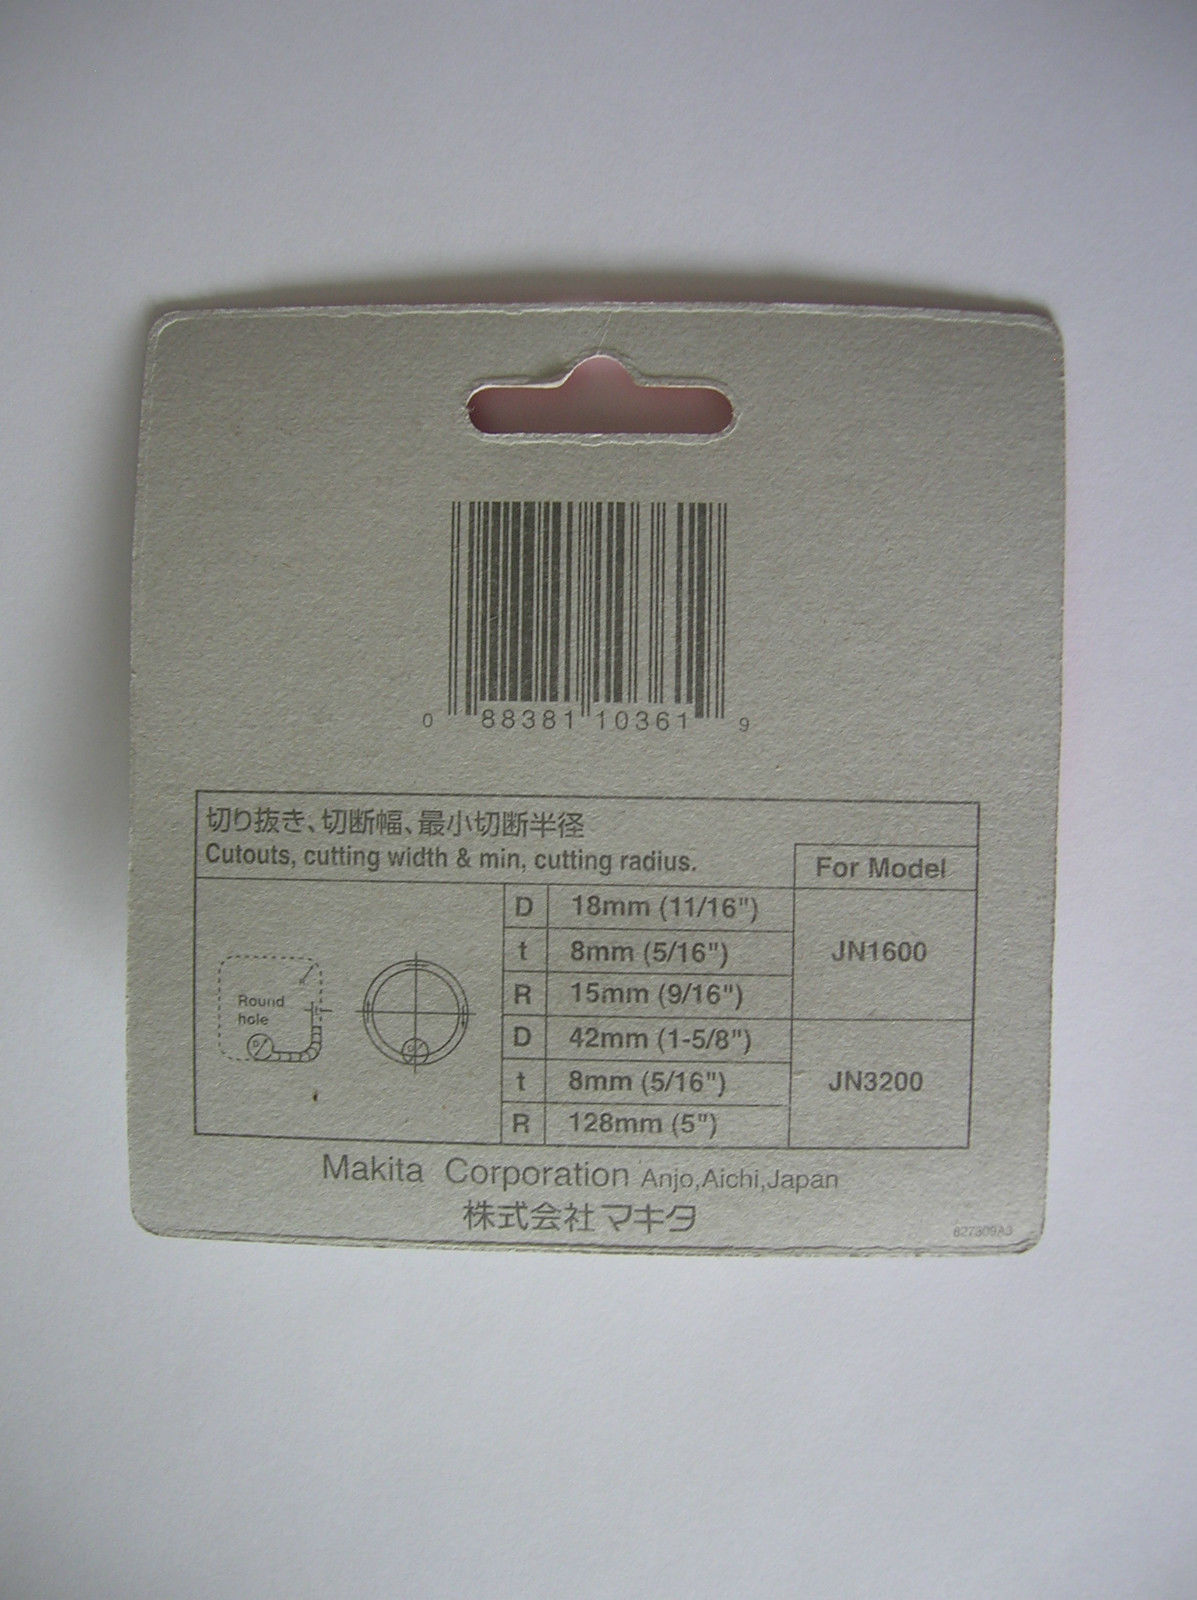 0 88381 10361 9
切り抜き、切断幅、最小切断半径
Cutouts, cutting width & min, cutting radius.
For Model
Round
hole
R
D
D
D 18mm (11/16")
t 8mm (5/16")
R 15mm (9/16")
JN1600
D 42mm (1-5/8")
t 8mm (5/16")
R 128mm (5")
JN3200
Makita Corporation Anjo,Aichi,Japan
株式会社マキタ
827309A3